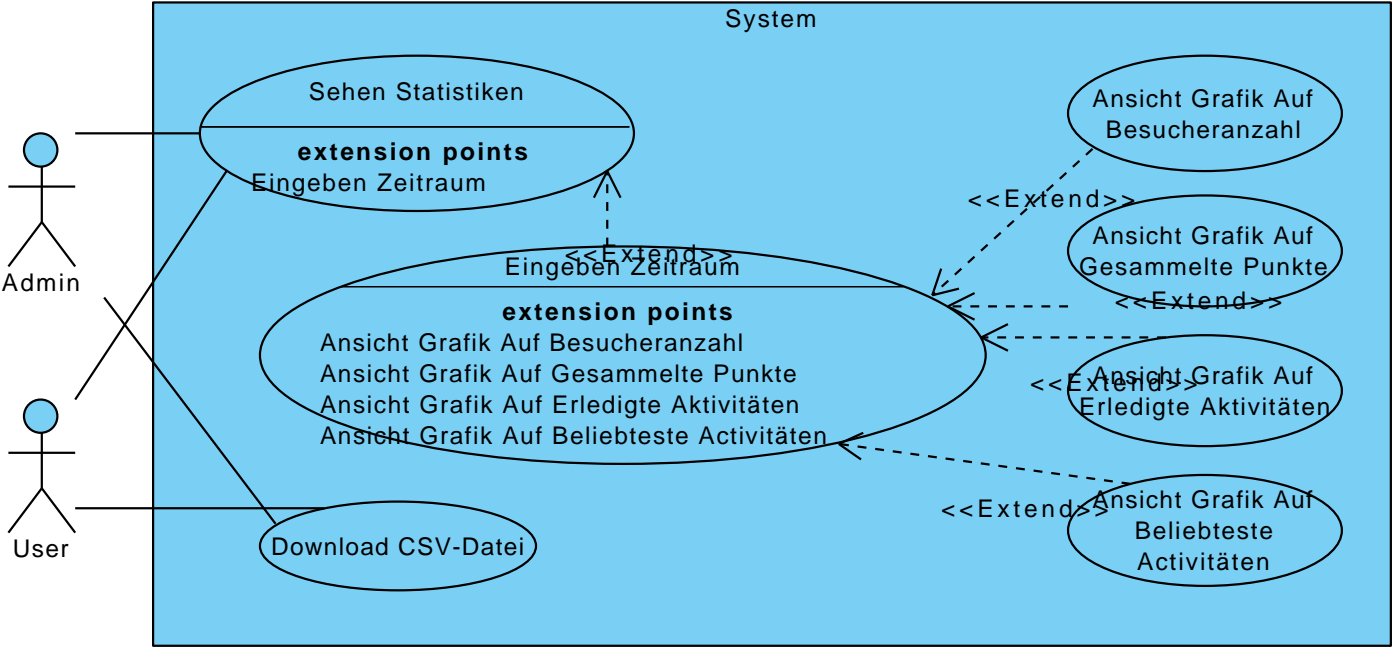 System
Sehen Statistiken
extension points
Eingeben Zeitraum
Admin
User
<<Extend>>
Eingeben Zeitraum
extension points
Ansicht Grafik Auf Besucheranzahl
Ansicht Grafik Auf Gesammelte Punkte
Ansicht Grafik Auf Erledigte Aktivitäten
Ansicht Grafik Auf Beliebteste Activitäten
Download CSV-Datei
Ansicht Grafik Auf
Besucheranzahl
<<Extend>>
Ansicht Grafik Auf
Gesammelte Punkte
<<Extend>>
Ansicht Grafik Auf
Erledigte Aktivitäten
<<Extend>>
Ansicht Grafik Auf
Beliebteste
Activitäten
<<Extend>>